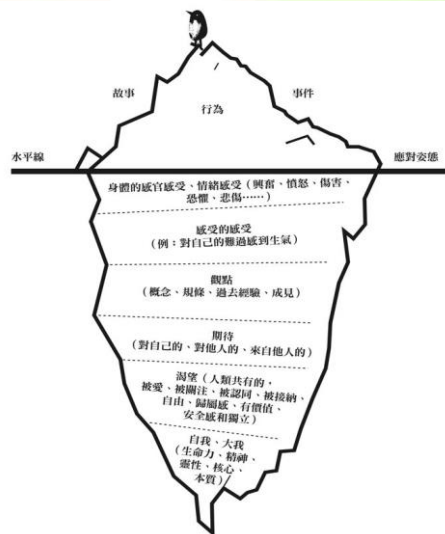 故事
事件
行為
水平線
應對姿態
身體的感官感受、情緒感受(興奮、憤怒、傷害、
恐懼、悲傷……)
感受的感受
(例:對自己的難過感到生氣)
觀點
(概念、規條、過去經驗、成見)
期待
(對自己的、對他人的、來自他人的)
渴望(人類共有的,
被愛、被關注、被認同、被接納、
自由、歸屬感、有價值、
安全感和獨立)
自我、大我
(生命力、精神、
靈性、核心、
本質)